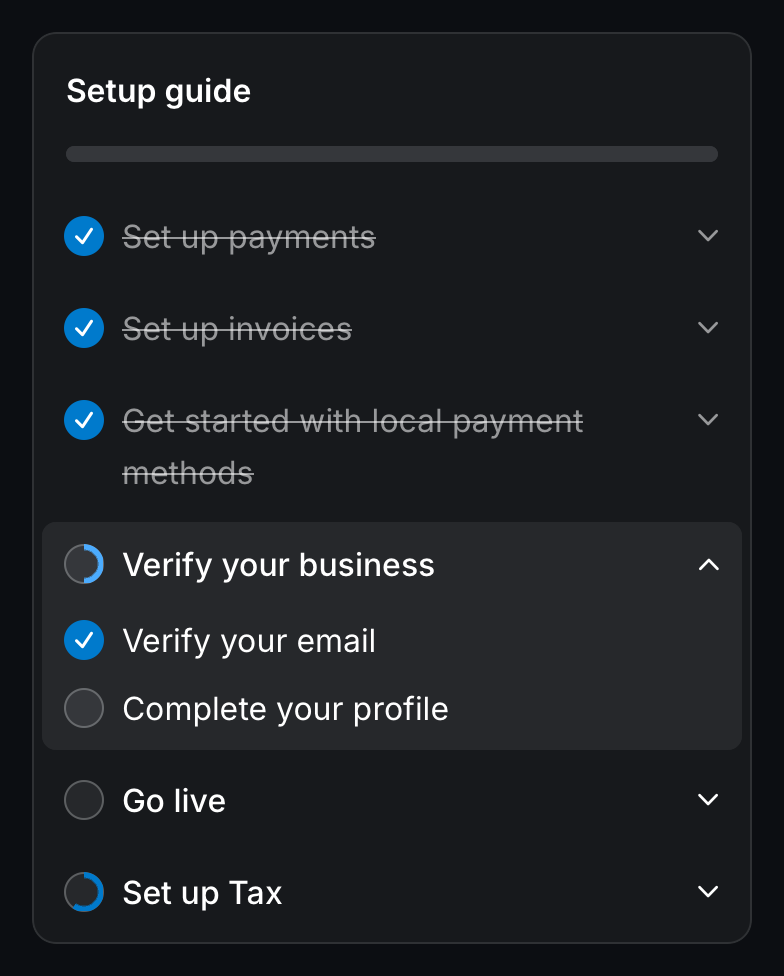 Setup guide
Set up payments
Set up invoices
Get started with local payment
methods
Verify your business
Verify your email
Complete your profile
Go live
Set up Tax